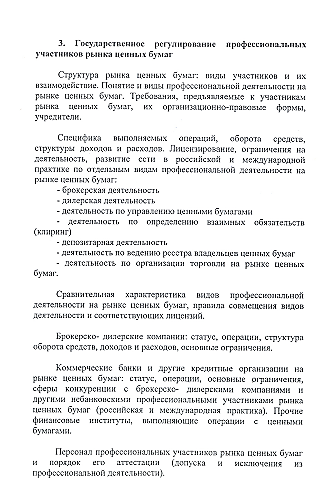 3. Государственное регулирование профессиональных
участников рынка ценных бумаг
Структура рынка ценных бумаг: виды участников и их
взаимодействие. Понятие и виды профессиональной деятельности на
рынке ценных бумаг. Требования, предъявляемые к участникам
рынка ценных бумаг, их организационно-правовые формы,
учредители.
Специфика выполняемых операций, оборота средств,
структуры доходов и расходов. Лицензирование, ограничения на
деятельность, развитие сети в российской и международной
практике по отдельным видам профессиональной деятельности на
рынке ценных бумаг:
- брокерская деятельность
- дилерская деятельность
- деятельность по управлению ценными бумагами
- деятельность по определению взаимных обязательств
(клиринг)
- депозитарная деятельность
- деятельность по ведению реестра владельцев ценных бумаг
- деятельность по организации торговли на рынке ценных
бумаг.
Сравнительная характеристика видов профессиональной
деятельности на рынке ценных бумаг, правила совмещения видов
деятельности и соответствующих лицензий.
Брокерско- дилерские компании: статус, операции, структура
оборота средств, доходов и расходов, основные ограничения.
Коммерческие банки и другие кредитные организации на
рынке ценных бумаг: статус, операции, основные ограничения,
сферы конкуренции с брокерско- дилерскими компаниями и
другими небанковскими профессиональными участниками рынка
ценных бумаг (российская и международная практика). Прочие
финансовые институты, выполняющие операции с ценными
бумагами.
Персонал профессиональных участников рынка ценных бумаг
и порядок его аттестации (допуска и исключения из
профессиональной деятельности).